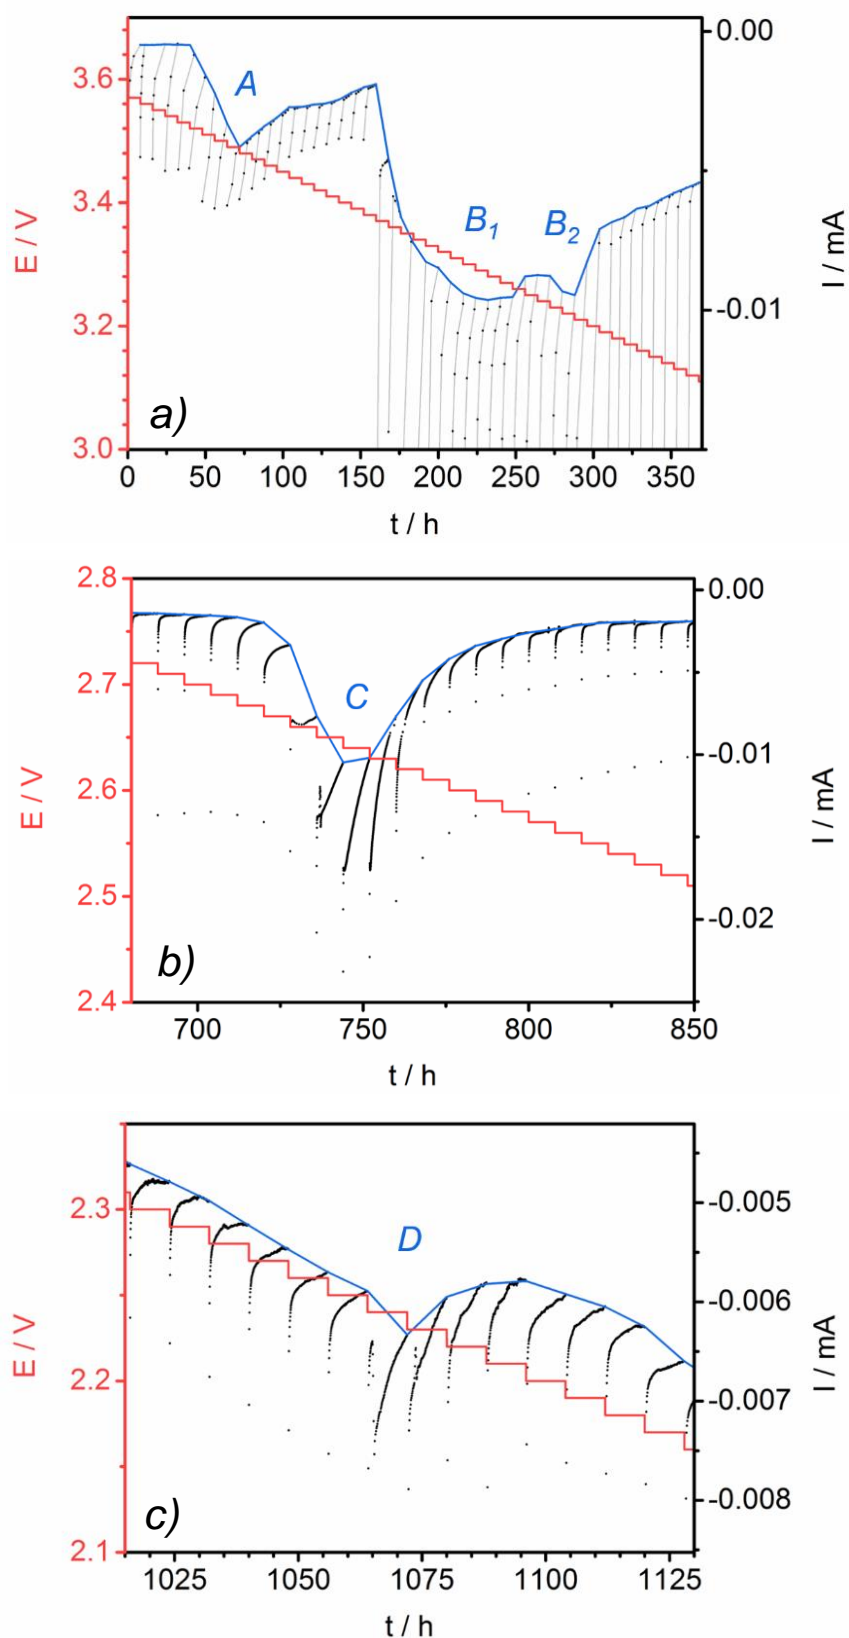 0.00
3.6
A
3.4
E / V
B1
B2
I / mA
-0.01
3.2
a)
3.0
0 50 100 150 200 250 300 350
t / h
2.8
0.00
2.7
C
-0.01
E / V
2.6
I / mA
2.5
-0.02
b)
2.4
700 750 800 850
t / h
2.3
-0.005
D
-0.006
E / V
I / mA
2.2
-0.007
-0.008
c)
2.1
1025 1050 1075 1100 1125
t / h